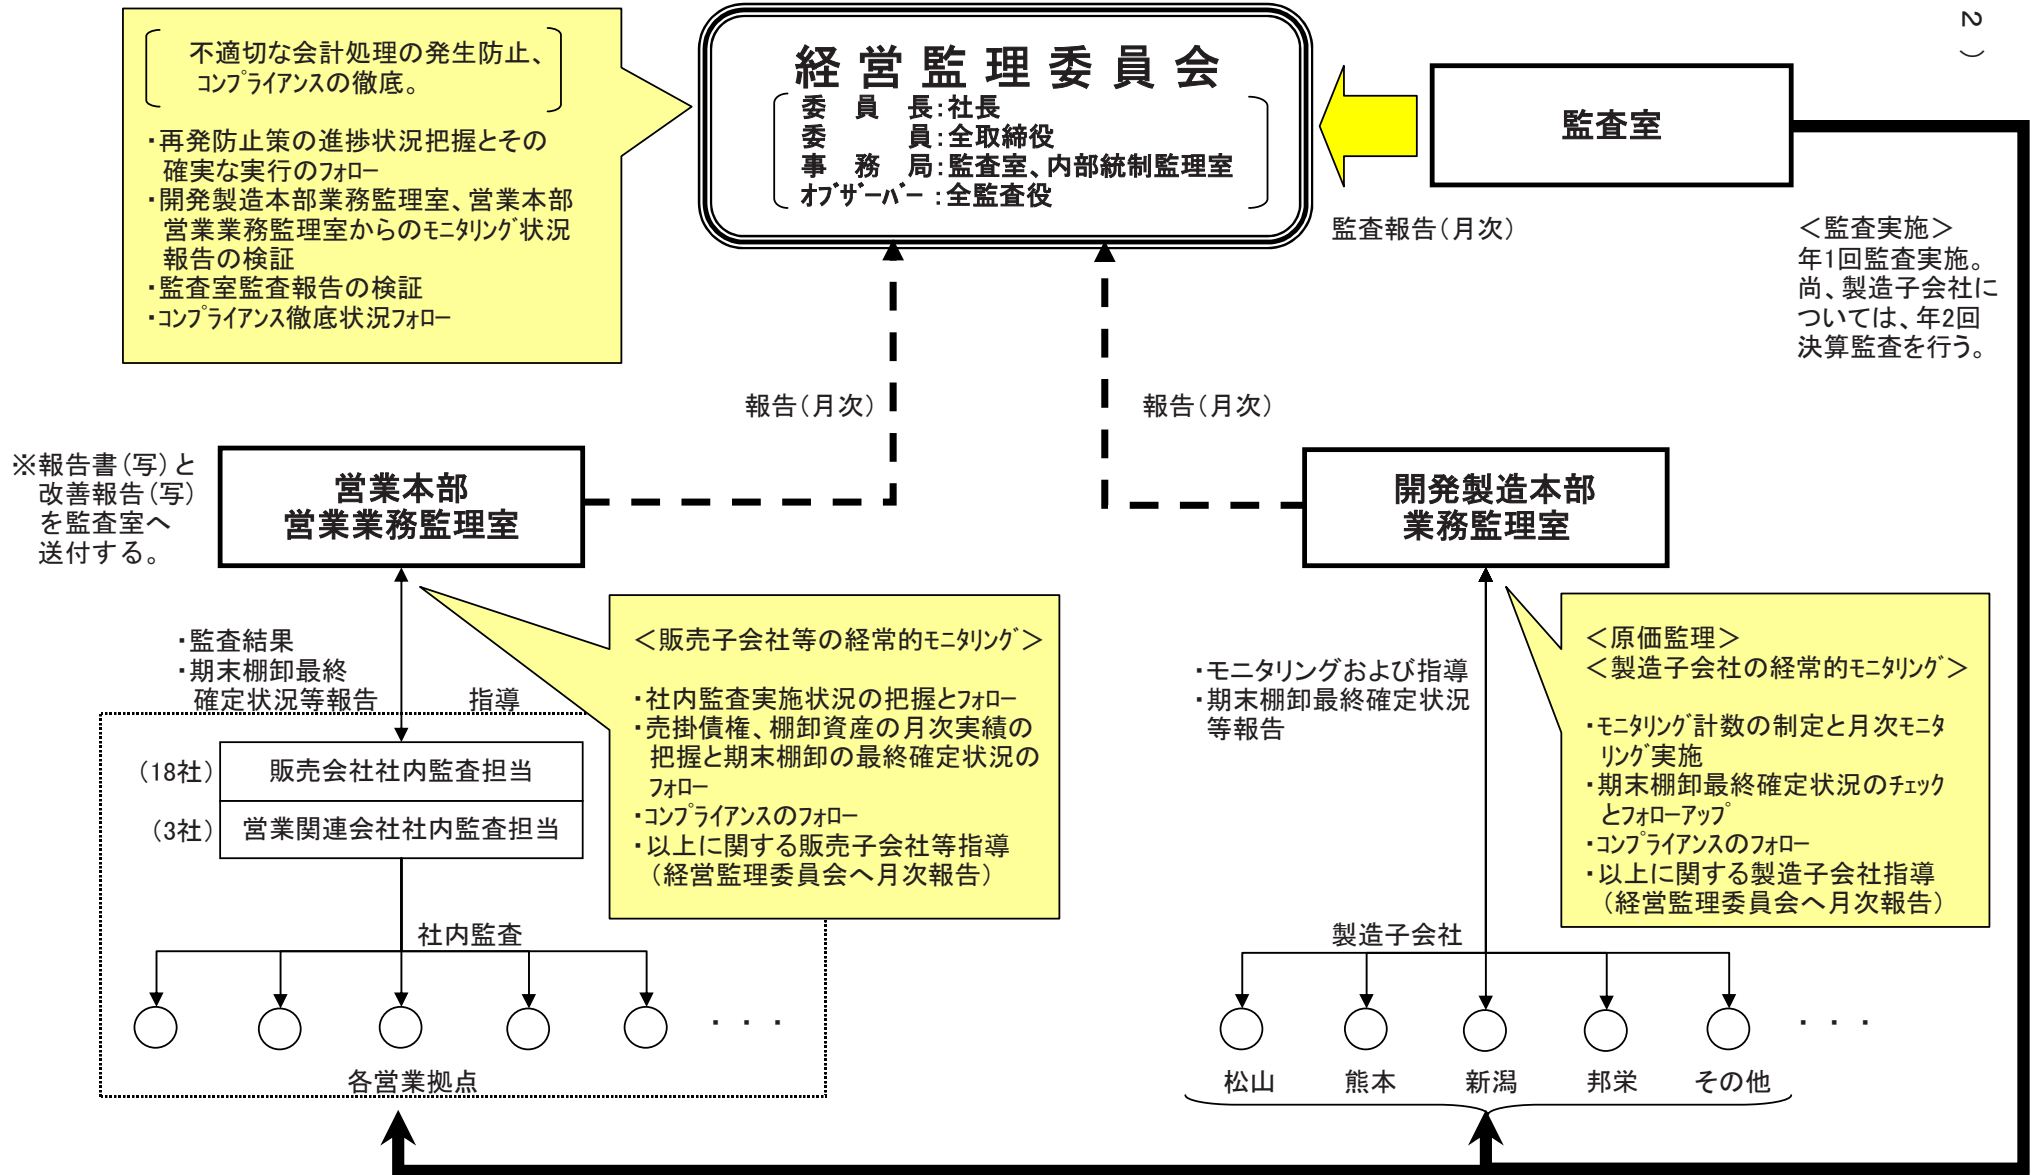 2）
不適切な会計処理の発生防止、
コンプライアンスの徹底。
・再発防止策の進捗状況把握とその
確実な実行のフォロー
・開発製造本部業務監理室、営業本部
営業業務監理室からのモニタリング状況
報告の検証
・監査室監査報告の検証
・コンプライアンス徹底状況フォロー
経営監理委員会
委員長：社長
委員：全取締役
事務局：監査室、内部統制監理室
オブザーバー：全監査役
監査室
監査報告（月次）
＜監査実施＞
年1回監査実施。
尚、製造子会社に
ついては、年2回
決算監査を行う。
報告（月次）
報告（月次）
※報告書（写）と
改善報告（写）
を監査室へ
送付する。
営業本部
営業業務監理室
開発製造本部
業務監理室
・監査結果
・期末棚卸最終
確定状況等報告
指導
＜販売子会社等の経常的モニタリング＞
・社内監査実施状況の把握とフォロー
・売掛債権、棚卸資産の月次実績の
把握と期末棚卸の最終確定状況の
フォロー
・コンプライアンスのフォロー
・以上に関する販売子会社等指導
（経営監理委員会へ月次報告）
・モニタリングおよび指導
・期末棚卸最終確定状況
等報告
＜原価監理＞
＜製造子会社の経常的モニタリング＞
・モニタリング計数の制定と月次モニタ
リング実施
・期末棚卸最終確定状況のチェック
とフォローアップ
・コンプライアンスのフォロー
・以上に関する製造子会社指導
（経営監理委員会へ月次報告）
（18社）
販売会社社内監査担当
（3社）
営業関連会社社内監査担当
社内監査
・・・
各営業拠点
製造子会社
・・・
松山
熊本
新潟
邦栄
その他